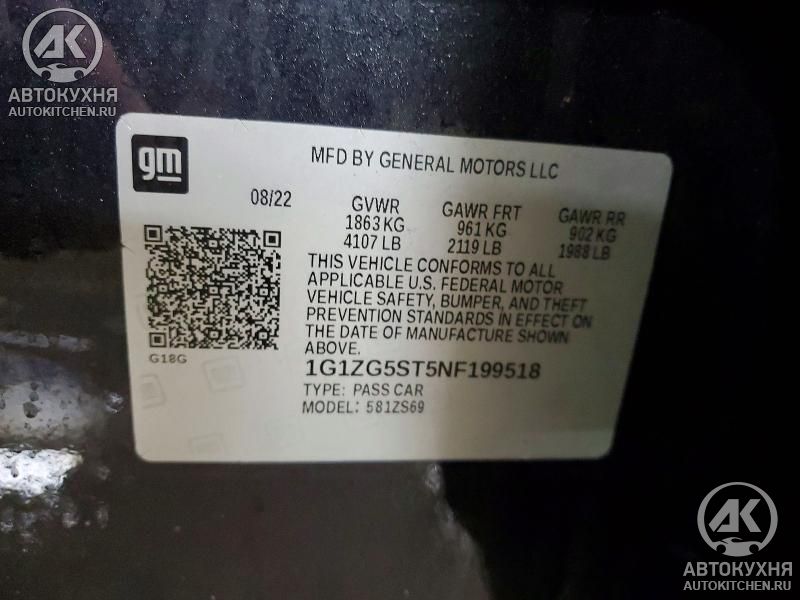 АВТОКУХНЯ
AUTOKITCHEN.RU
gm
MFD BY GENERAL MOTORS LLC
08/22
GVWR GAWR FRT GAWR RR
1863 KG 961 KG 902 KG
4107 LB 2119 LB 1988 LB
THIS VEHICLE CONFORMS TO ALL
APPLICABLE U.S. FEDERAL MOTOR
VEHICLE SAFETY, BUMPER, AND THEFT
PREVENTION STANDARDS IN EFFECT ON
THE DATE OF MANUFACTURE SHOWN
ABOVE.
G18G
1G1ZG5ST5NF199518
TYPE: PASS CAR
MODEL: 581ZS69
АК
АВТОКУХНЯ
AUTOKITCHEN.RU